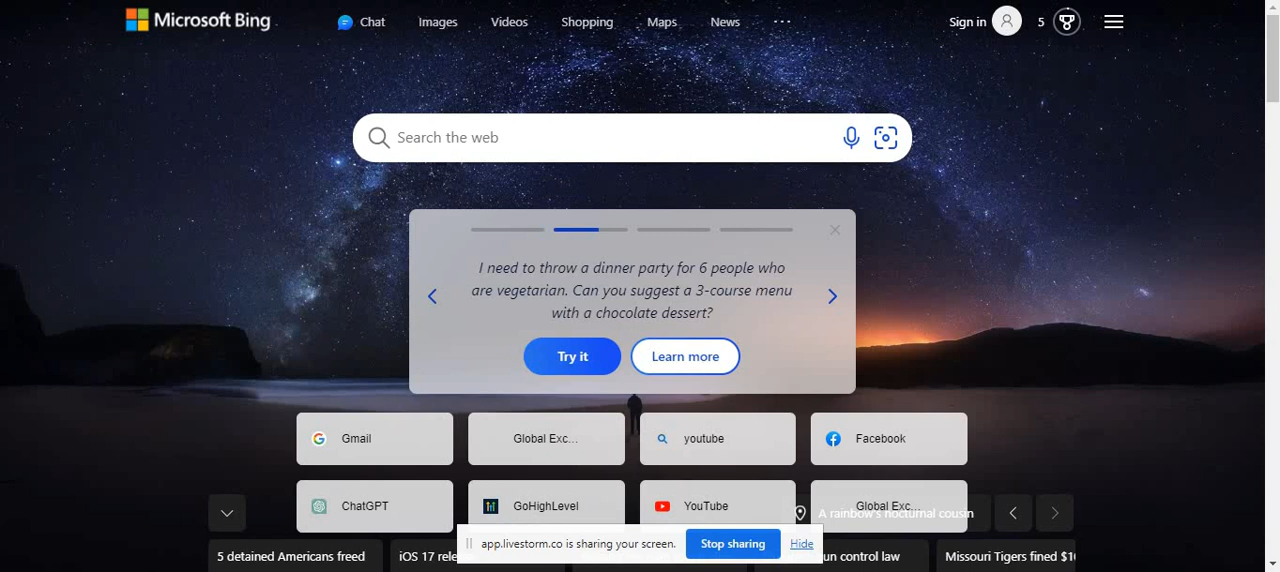 Microsoft Bing
Chat
Images
Videos
Shopping
Maps
News
Sign in
5
Search the web
I need to throw a dinner party for 6 people who
are vegetarian. Can you suggest a 3-course menu
with a chocolate dessert?
Try it
Learn more
Gmail
Global Exc...
youtube
Facebook
ChatGPT
GoHighLevel
YouTube
Global Exc...
A rainbow's nocturnal cousin
app.livestorm.co is sharing your screen.
Stop sharing
Hide
5 detained Americans freed
iOS 17
control law
Missouri Tigers fined